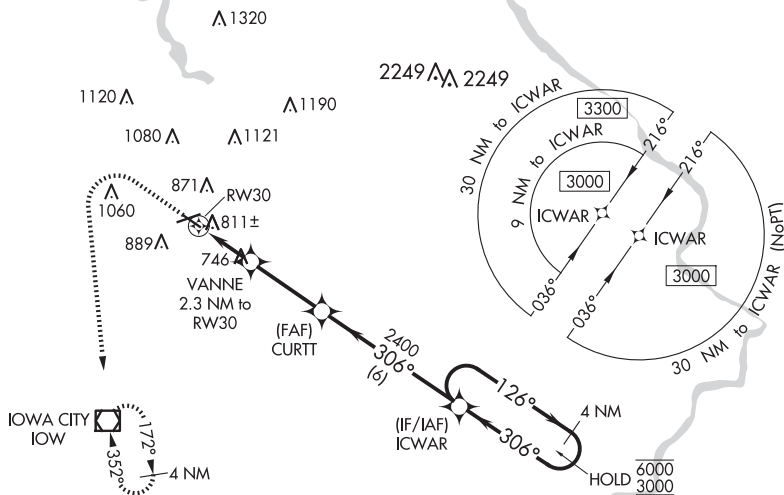 1320
2249 2249
1120
1190
1080
1121
871
RW30
1060
811±
889
746
VANNE
2.3 NM to
RW30
(FAF)
CURTT
2400
306°
(6)
126°
4 NM
306°
(IF/IAF)
ICWAR
HOLD
6000
3000
IOWA CITY
IOW
172°
352°
4 NM
30 NM to ICWAR
3300
9 NM to ICWAR
3000
216°
216°
ICWAR
ICWAR
3000
036°
036°
30 NM to ICWAR (NoPT)